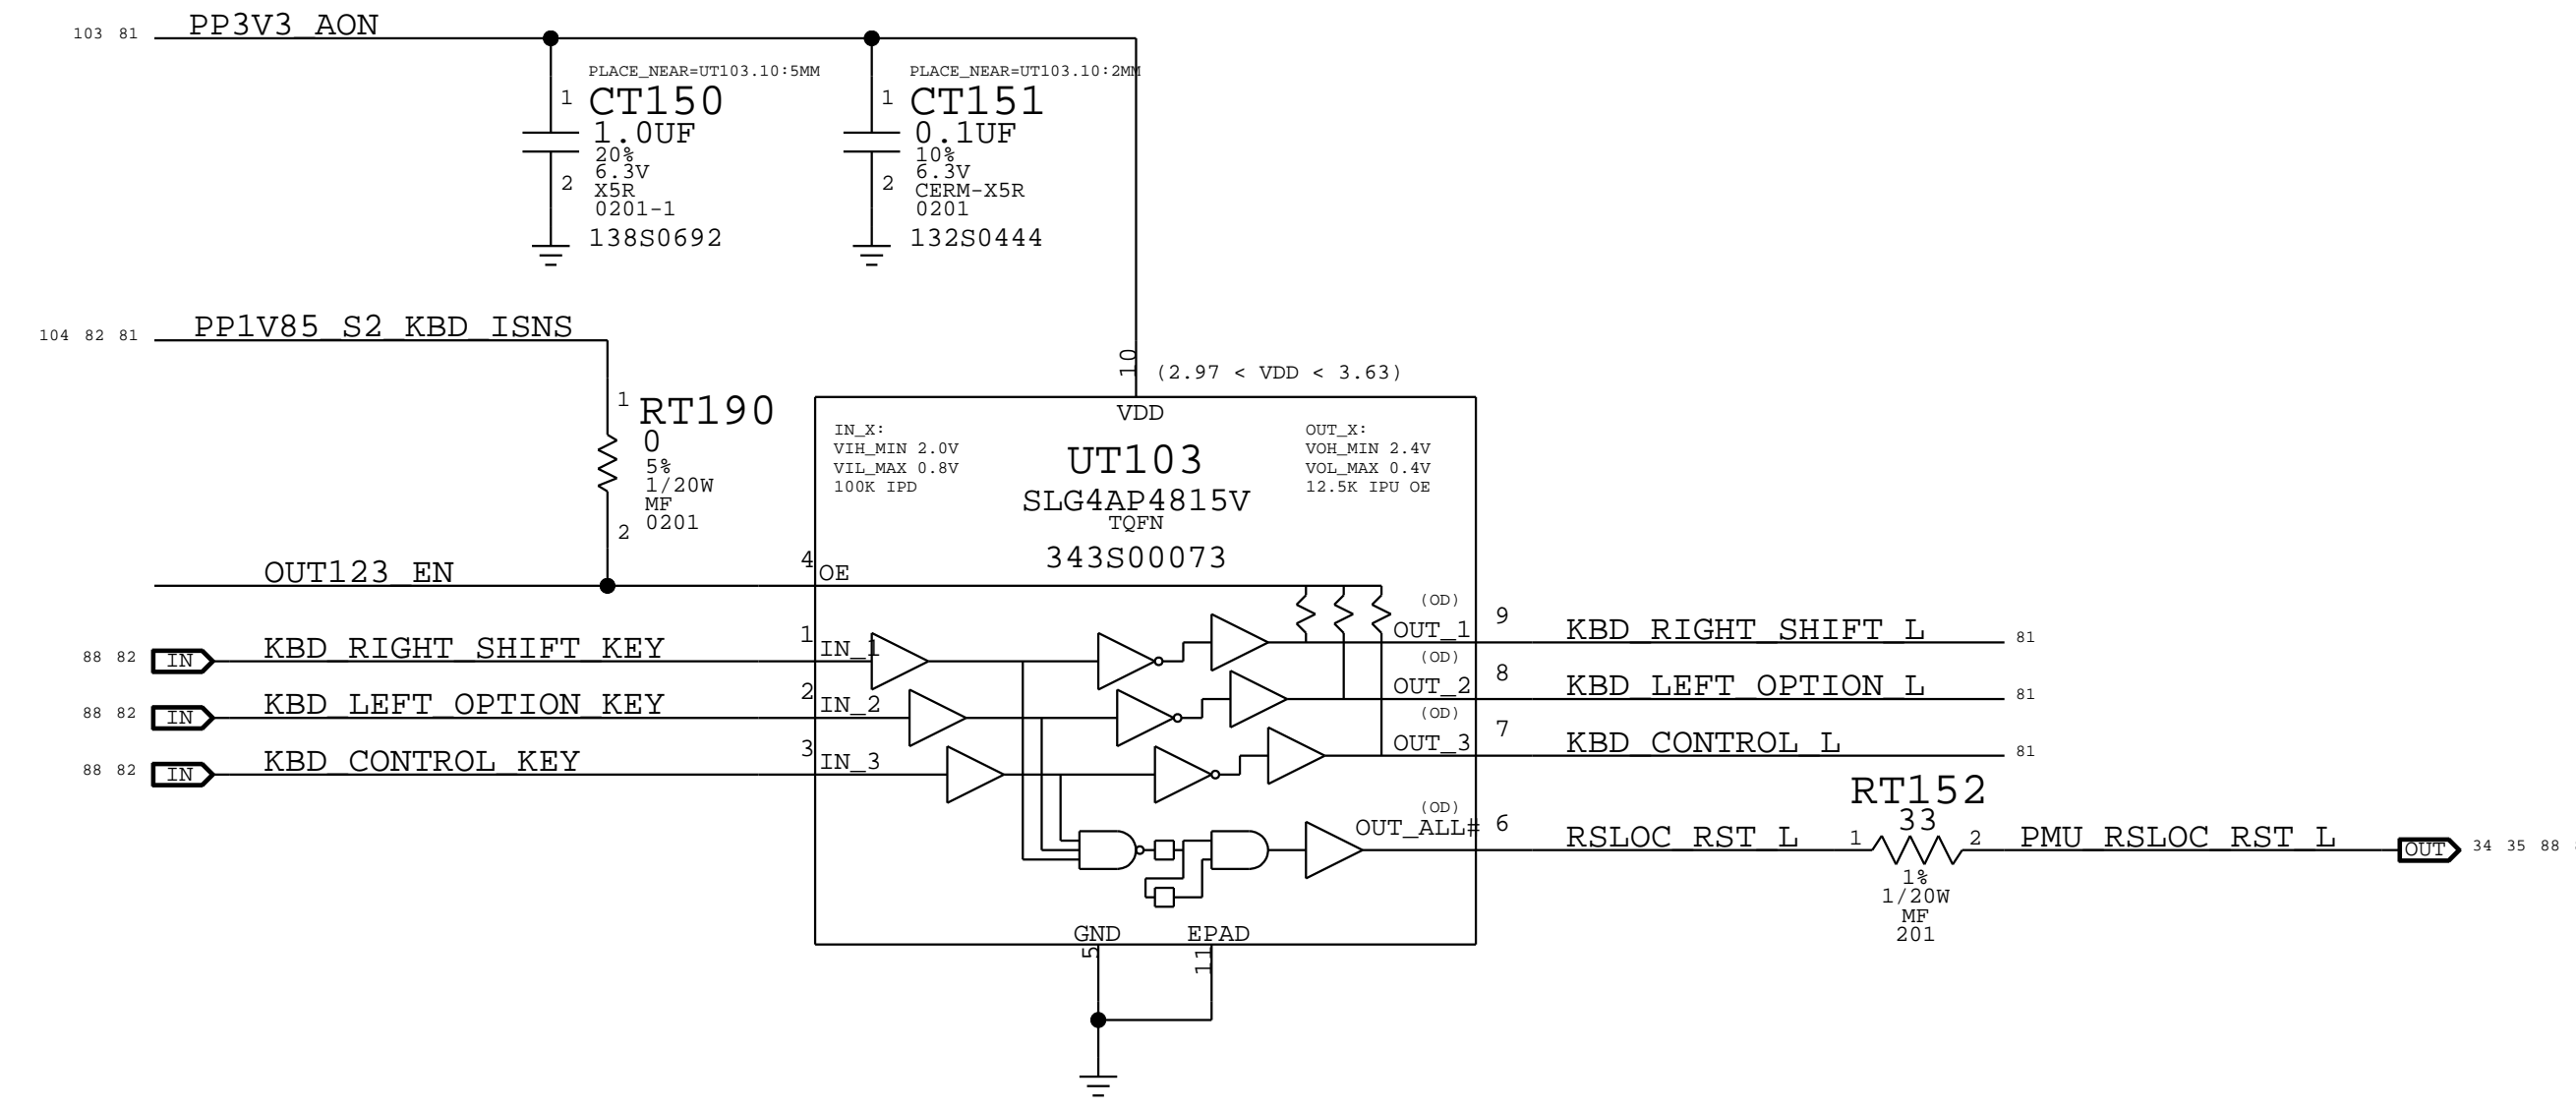 103 81 PP3V3_AON
PLACE_NEAR=UT103.10:5MM
1 CT150
1.0UF
20%
6.3V
2 X5R
0201-1
138S0692
PLACE_NEAR=UT103.10:2MM
1 CT151
0.1UF
10%
6.3V
2 CERM-X5R
0201
132S0444
104 82 81 PP1V85_S2_KBD_ISNS
1 RT190
0
5%
1/20W
MF
2 0201
10 (2.97 < VDD < 3.63)
VDD
IN_X:
VIH_MIN 2.0V
VIL_MAX 0.8V
100K IPD
UT103
SLG4AP4815V
TQFN
343S00073
OUT_X:
VOH_MIN 2.4V
VOL_MAX 0.4V
12.5K IPU OE
OUT123_EN 4 OE
88 82 IN KBD_RIGHT_SHIFT_KEY 1 IN_1
88 82 IN KBD_LEFT_OPTION_KEY 2 IN_2
88 82 IN KBD_CONTROL_KEY 3 IN_3
(OD)
OUT_1 9 KBD_RIGHT_SHIFT_L 81
(OD)
OUT_2 8 KBD_LEFT_OPTION_L 81
(OD)
OUT_3 7 KBD_CONTROL_L 81
(OD)
OUT_ALL# 6 RSLOC_RST_L
RT152
33
1 2
1%
1/20W
MF
201
PMU_RSLOC_RST_L OUT 34 35 88
GND EPAD
5 11